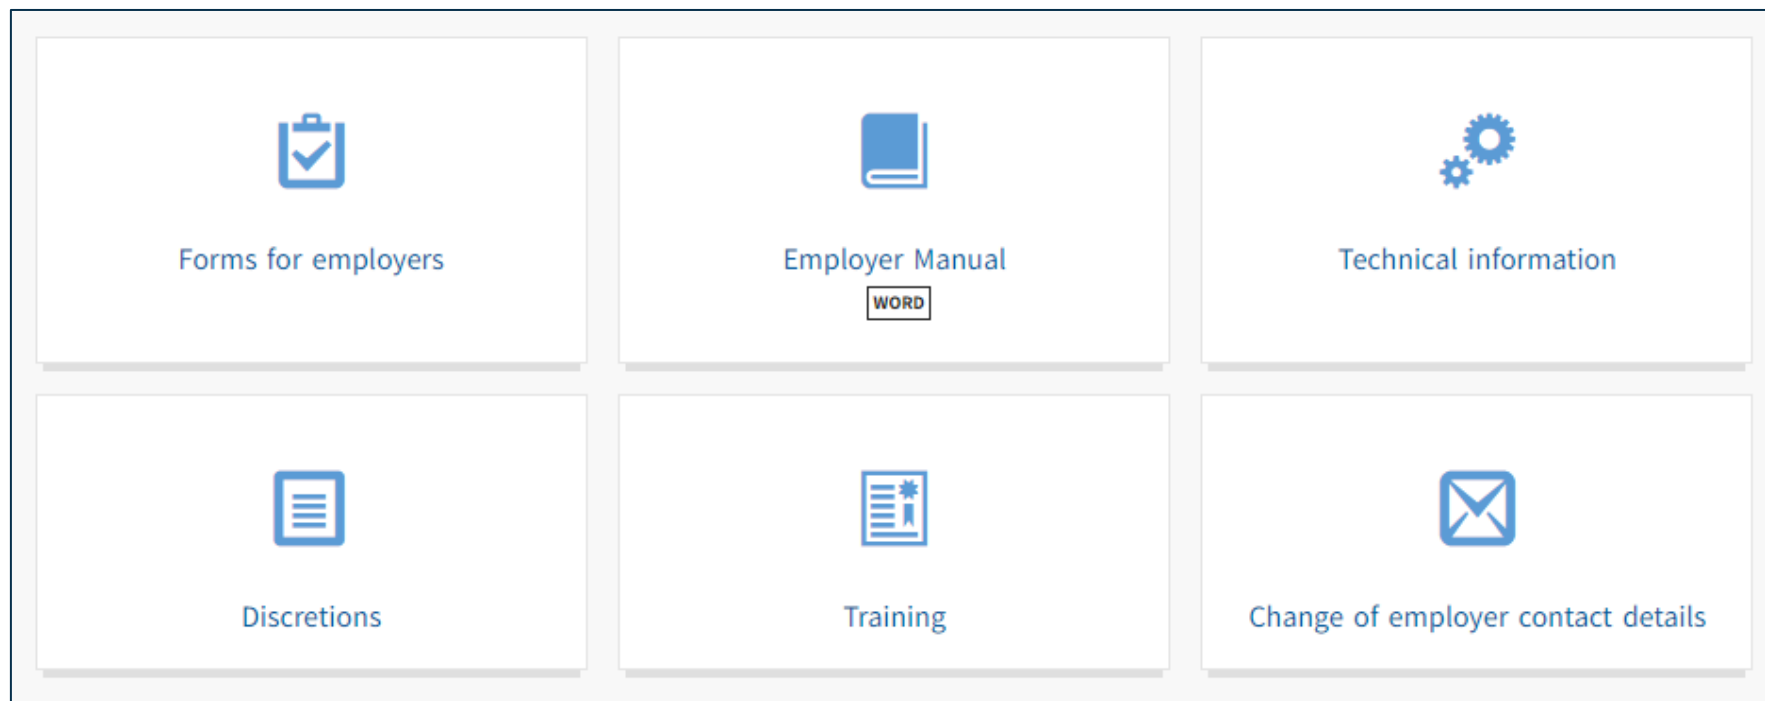 Forms for employers
Employer Manual
WORD
Technical information
Discretions
Training
Change of employer contact details